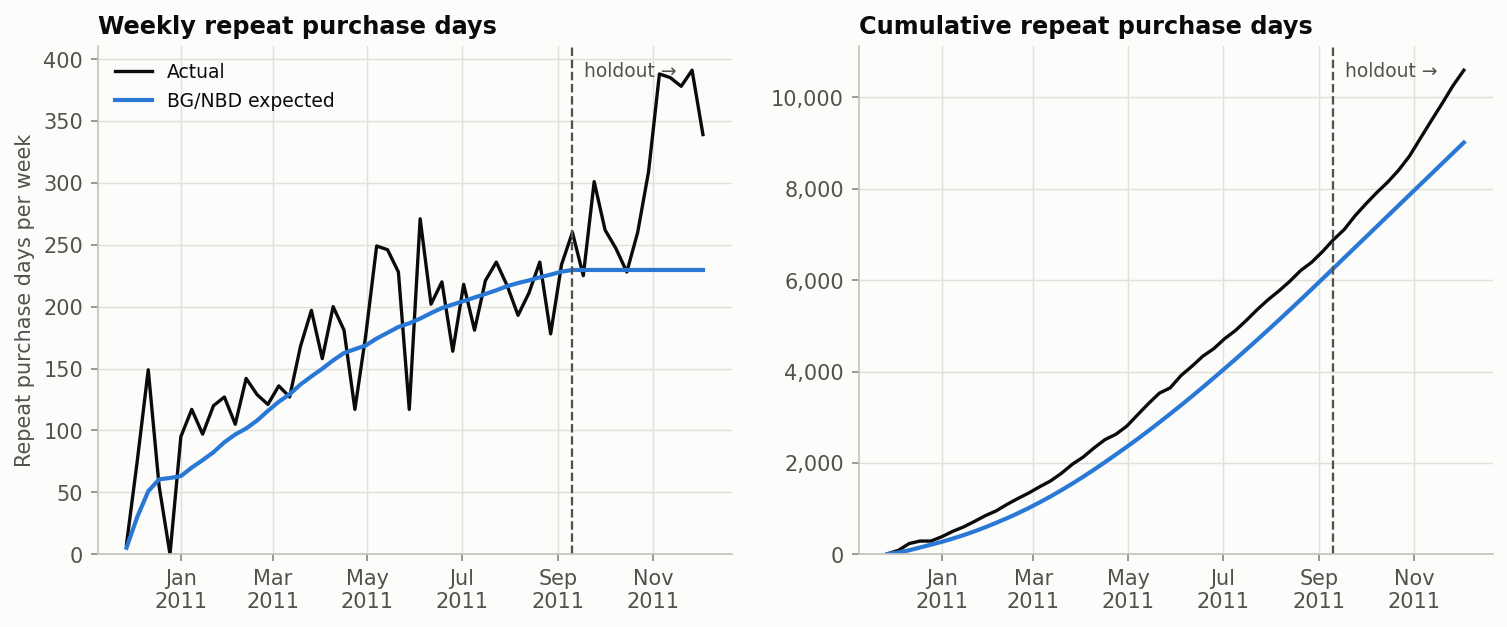 Weekly repeat purchase days
Repeat purchase days per week
400
350
300
250
200
150
100
50
0
Actual
BG/NBD expected
holdout →
Jan
2011
Mar
2011
May
2011
Jul
2011
Sep
2011
Nov
2011
Cumulative repeat purchase days
10,000
8,000
6,000
4,000
2,000
0
holdout →
Jan
2011
Mar
2011
May
2011
Jul
2011
Sep
2011
Nov
2011